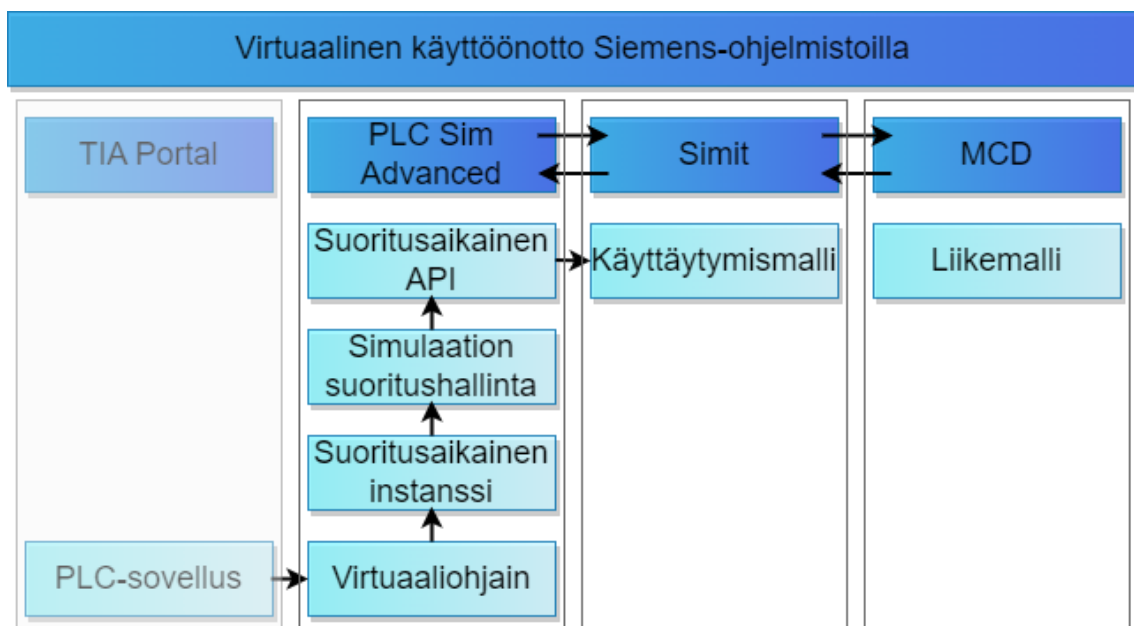 Virtuaalinen käyttöönotto Siemens-ohjelmistoilla
TIA Portal
PLC Sim
Advanced
Simit
MCD
Suoritusaikainen
API
Käyttäytymismalli
Liikemalli
Simulaation
suoritushallinta
Suoritusaikainen
instanssi
PLC-sovellus
Virtuaaliohjain